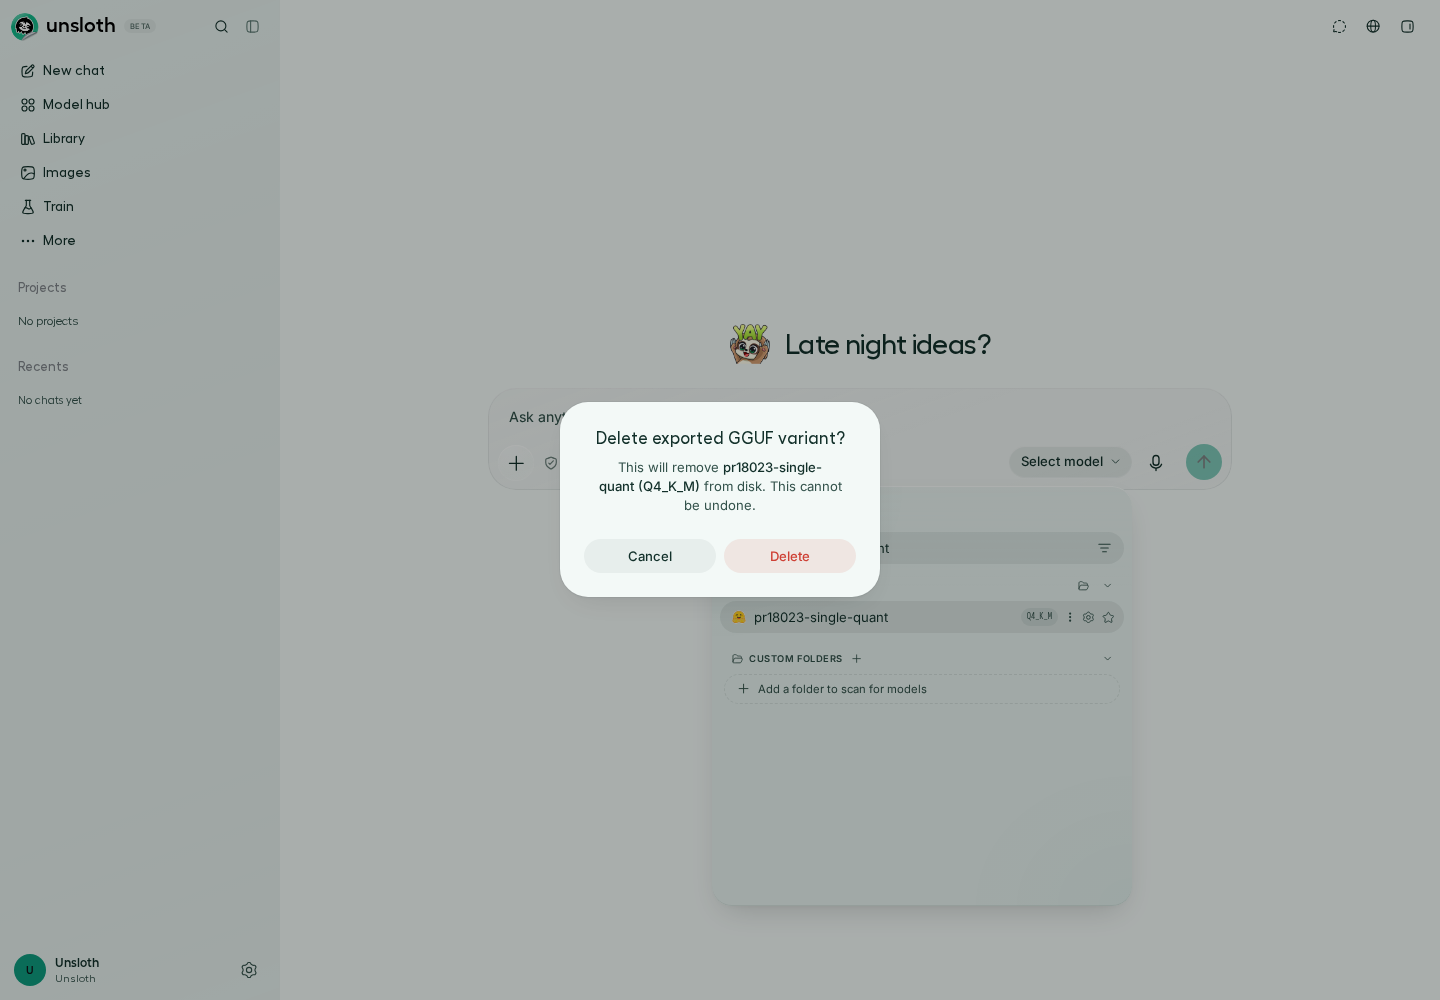 unsloth
BETA
New chat
Model hub
Library
Images
Train
More
Projects
No projects
Recents
No chats yet
YAY
Late night ideas?
Ask any
Select model
Delete exported GGUF variant?
This will remove pr18023-single-
quant (Q4_K_M) from disk. This cannot
be undone.
Cancel
Delete
nt
pr18023-single-quant
Q4_K_M
CUSTOM FOLDERS
Add a folder to scan for models
U
Unsloth
Unsloth